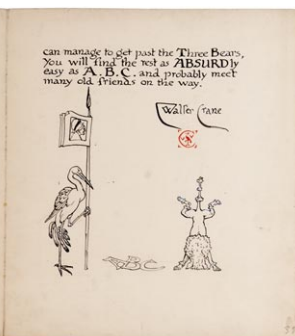 can manage to get past the Three Bears,
You will find the rest as ABSURDly
easy as A. B. C. and probably meet
many old friends on the way.
Walter Crane
ABC